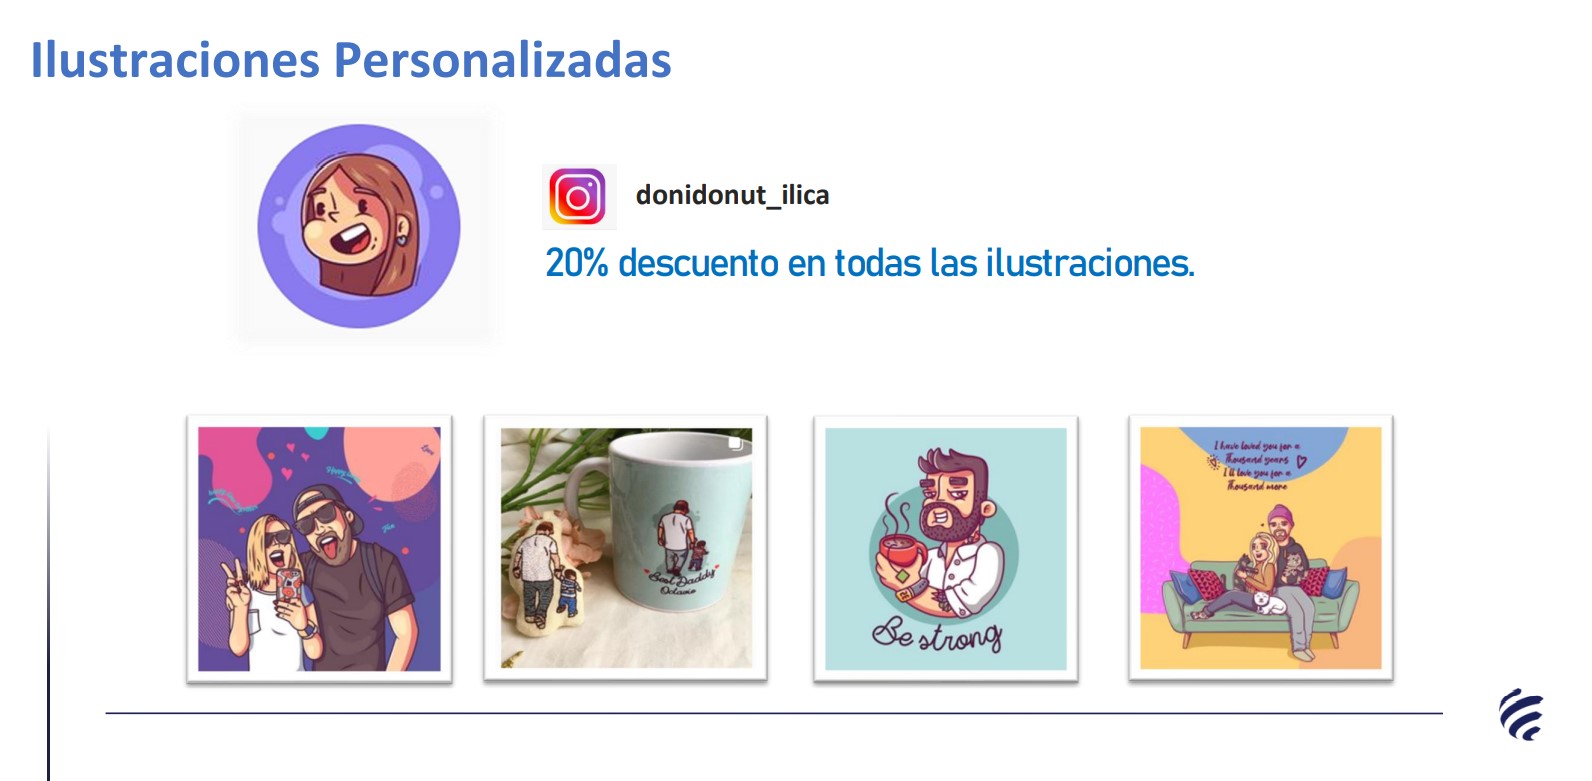 Ilustraciones Personalizadas
donidonut_ilica
20% descuento en todas las ilustraciones.
Best Daddy
Octavio
Be strong
I have loved you for a
Thousand years
I'll love you for a
Thousand more